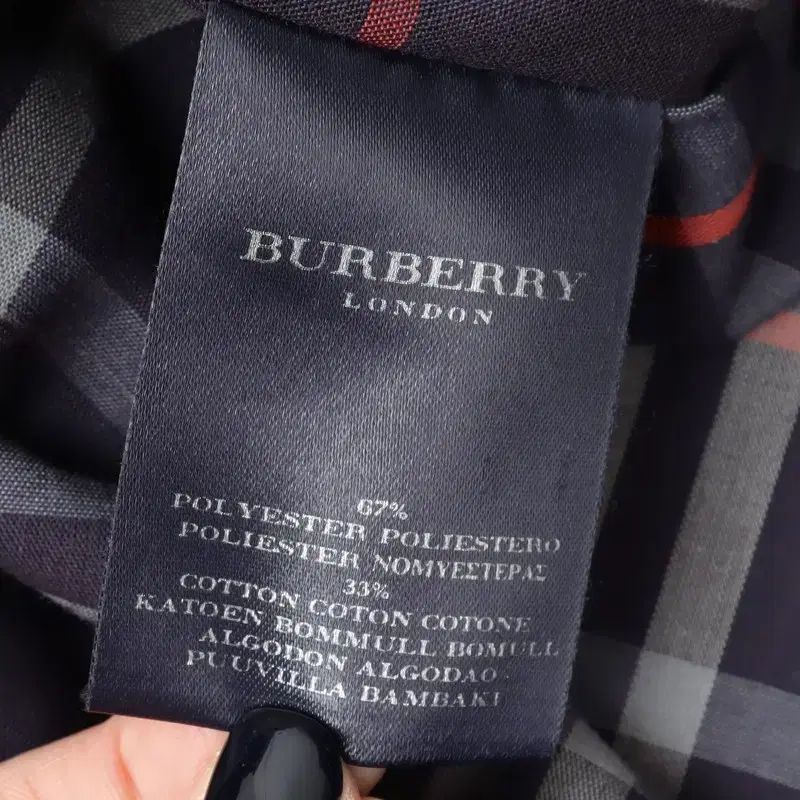 BURBERRY
LONDON
67%
POLYESTER POLIESTERO
POLIESTER ΝΟΜΥΕΣΤΕΡΑΣ
33%
COTTON COTON COTONE
KATOEN BOMMULL BOMULL
ALGODON ALGODAO
PUUVILLA BAMBAKI